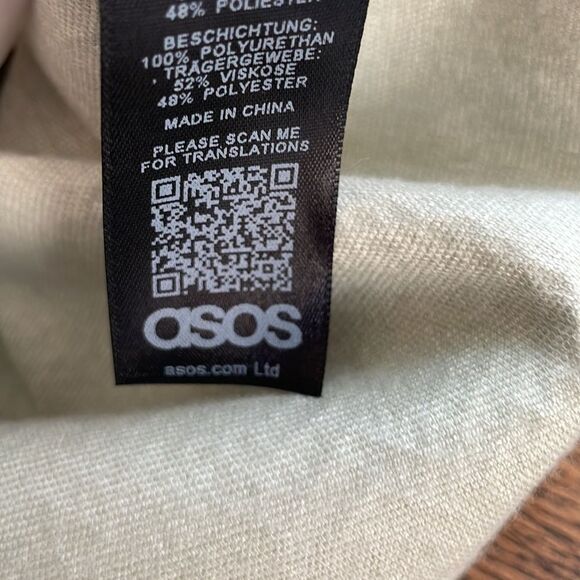 48% POLIESTER
BESCHICHTUNG:
100% POLYURETHAN
TRÄGERGEWEBE:
52% VISKOSE
48% POLYESTER
MADE IN CHINA
PLEASE SCAN ME
FOR TRANSLATIONS
asos
asos.com Ltd